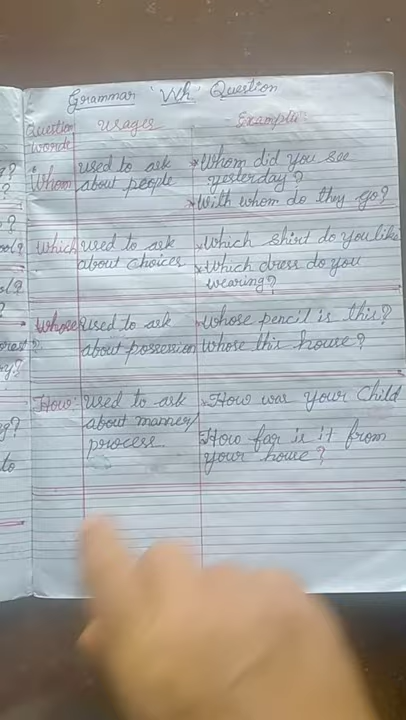 Grammar 'Wh' Question
Question words
usages
Example:
Whom
used to ask
about people
*Whom did you see
yesterday?
*With whom do they go?
Which
used to ask
about choices
*Which shirt do you like
*Which dress do you
wearing?
Whose
used to ask
about possession
*Whose pencil is this?
Whose this house?
How:
used to ask
about manner/
process.
*How was your Child
How far is it from
your house?
?
?
?
?
?
?
to